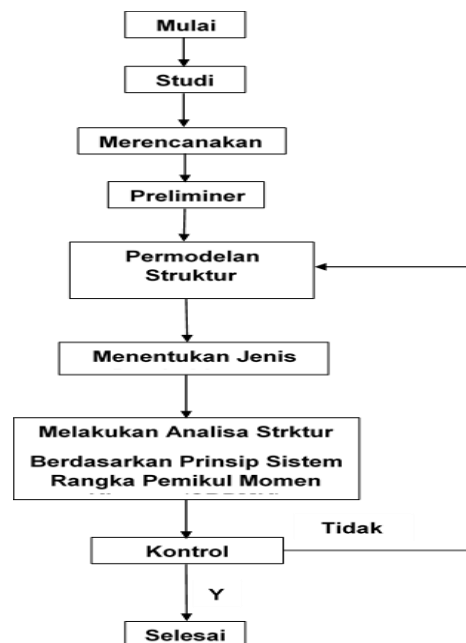 Mulai
Studi
Merencanakan
Preliminer
Permodelan
Struktur
Menentukan Jenis
Melakukan Analisa Strktur
Berdasarkan Prinsip Sistem
Rangka Pemikul Momen
Tidak
Kontrol
Y
Selesai